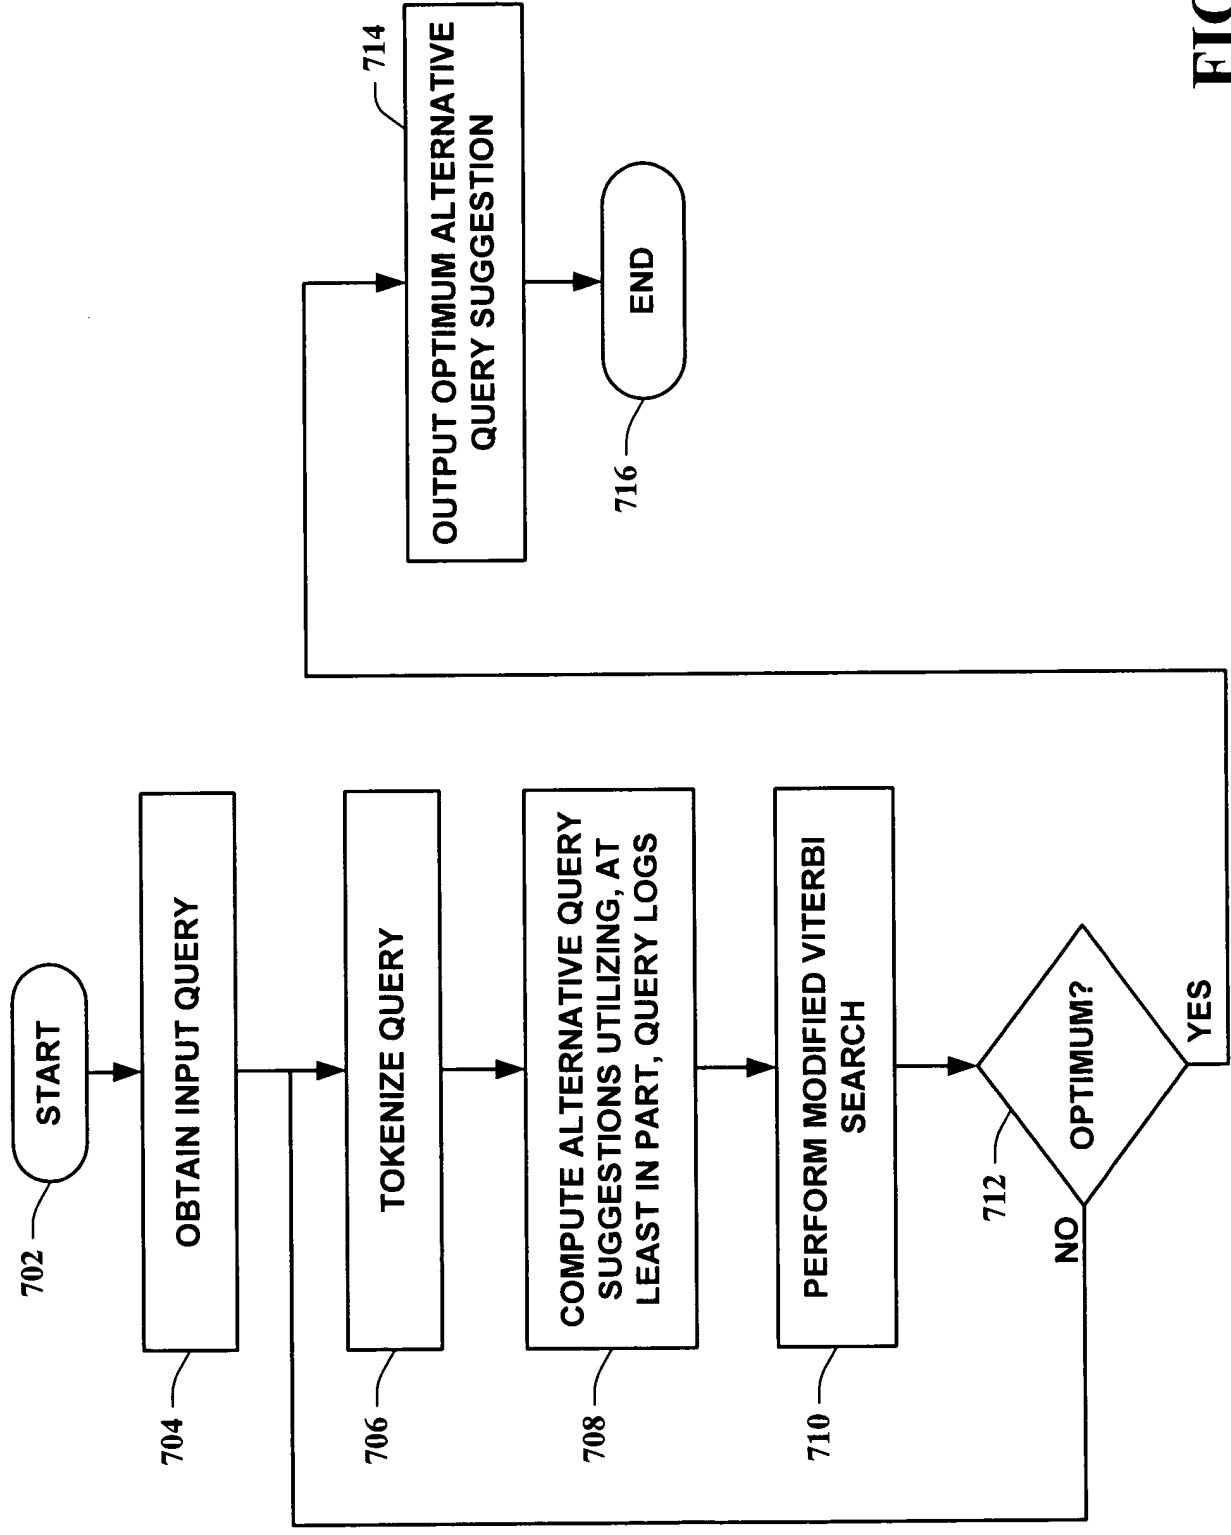 START
702
OBTAIN INPUT QUERY
704
TOKENIZE QUERY
706
COMPUTE ALTERNATIVE QUERY
SUGGESTIONS UTILIZING, AT
LEAST IN PART, QUERY LOGS
708
PERFORM MODIFIED VITERBI
SEARCH
710
712
OPTIMUM?
NO
YES
714
OUTPUT OPTIMUM ALTERNATIVE
QUERY SUGGESTION
END
716